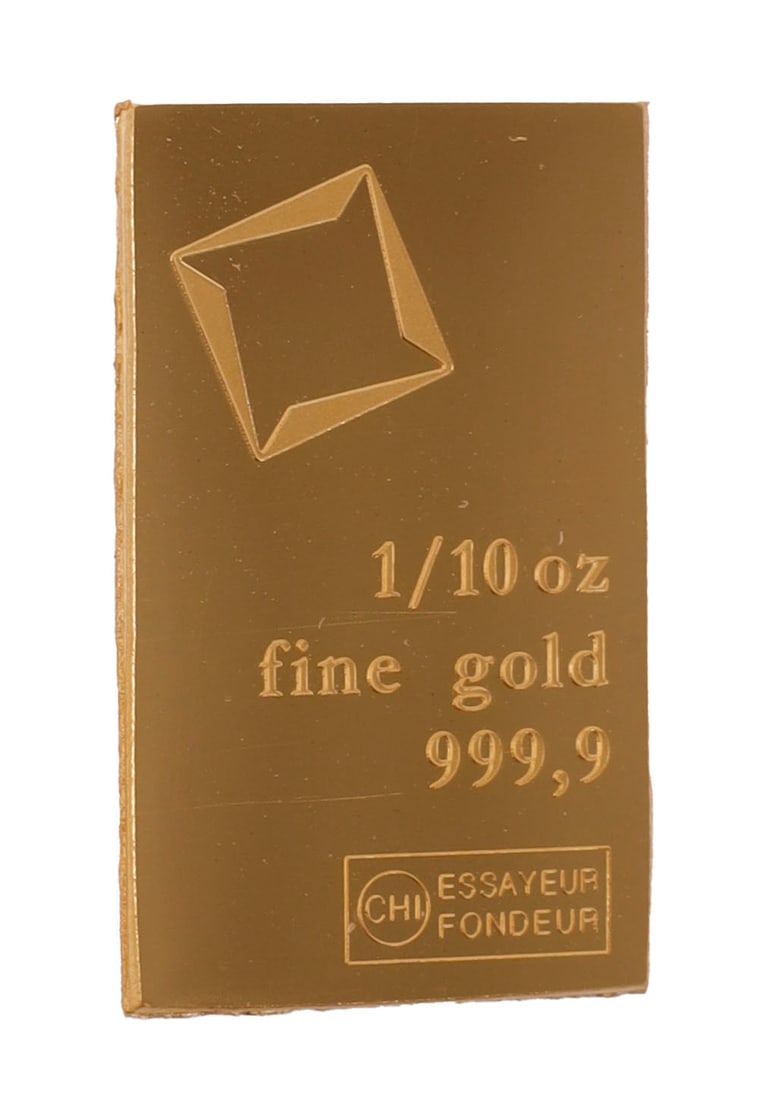 1/10 oz
fine gold
999,9
CHI ESSAYEUR
FONDEUR